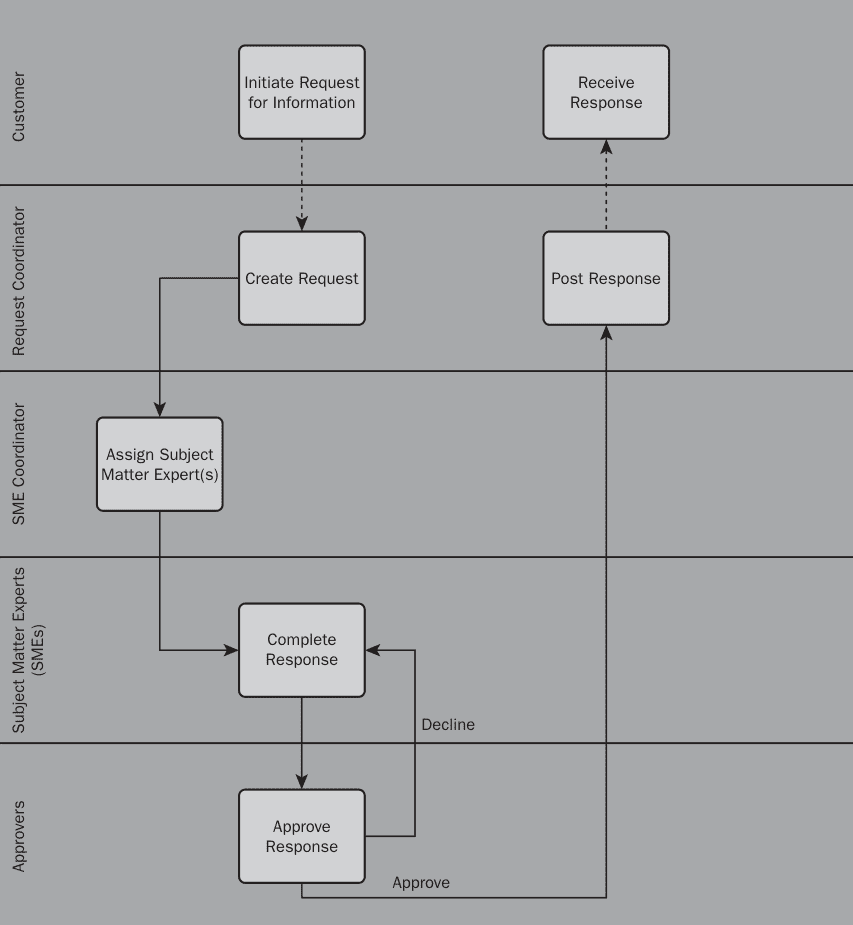 Customer
Initiate Request
for Information
Receive
Response
Request Coordinator
Create Request
Post Response
SME Coordinator
Assign Subject
Matter Expert(s)
Subject Matter Experts
(SMEs)
Complete
Response
Decline
Approvers
Approve
Response
Approve